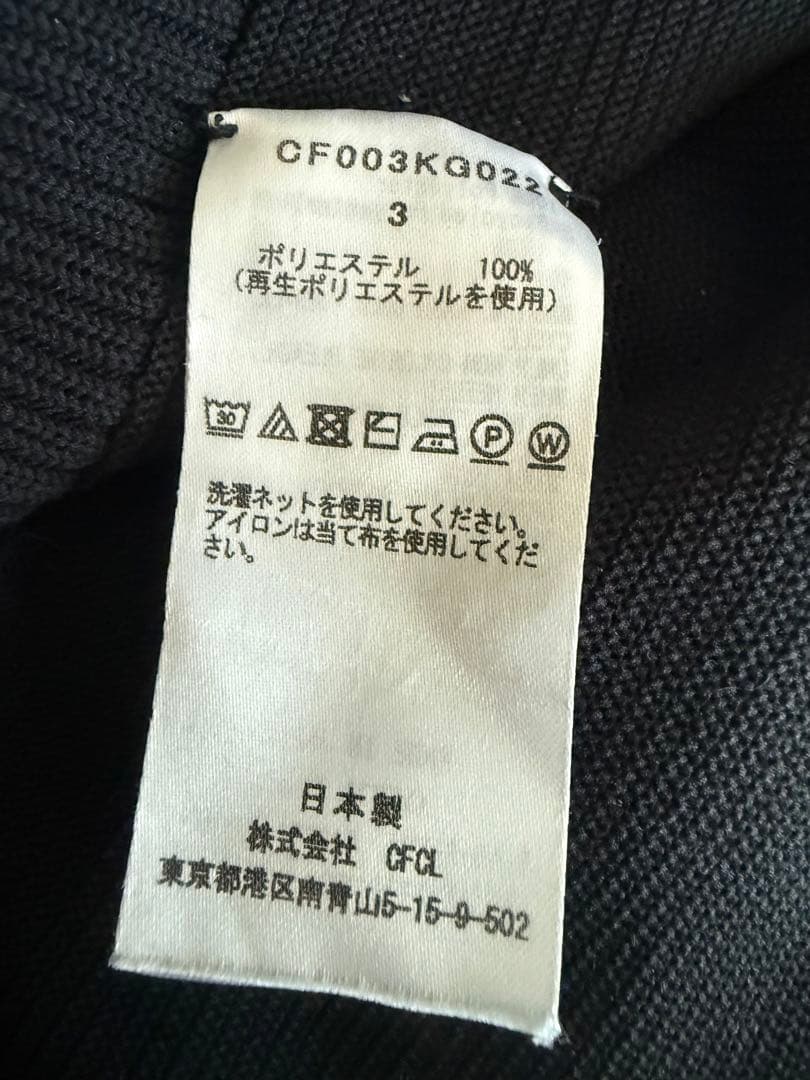 CF003KG022
3
ポリエステル 100%
(再生ポリエステルを使用)
30 P W
洗濯ネットを使用してください。
アイロンは当て布を使用してくだ
さい。
日本製
株式会社 CFCL
東京都港区南青山5-15-9-502